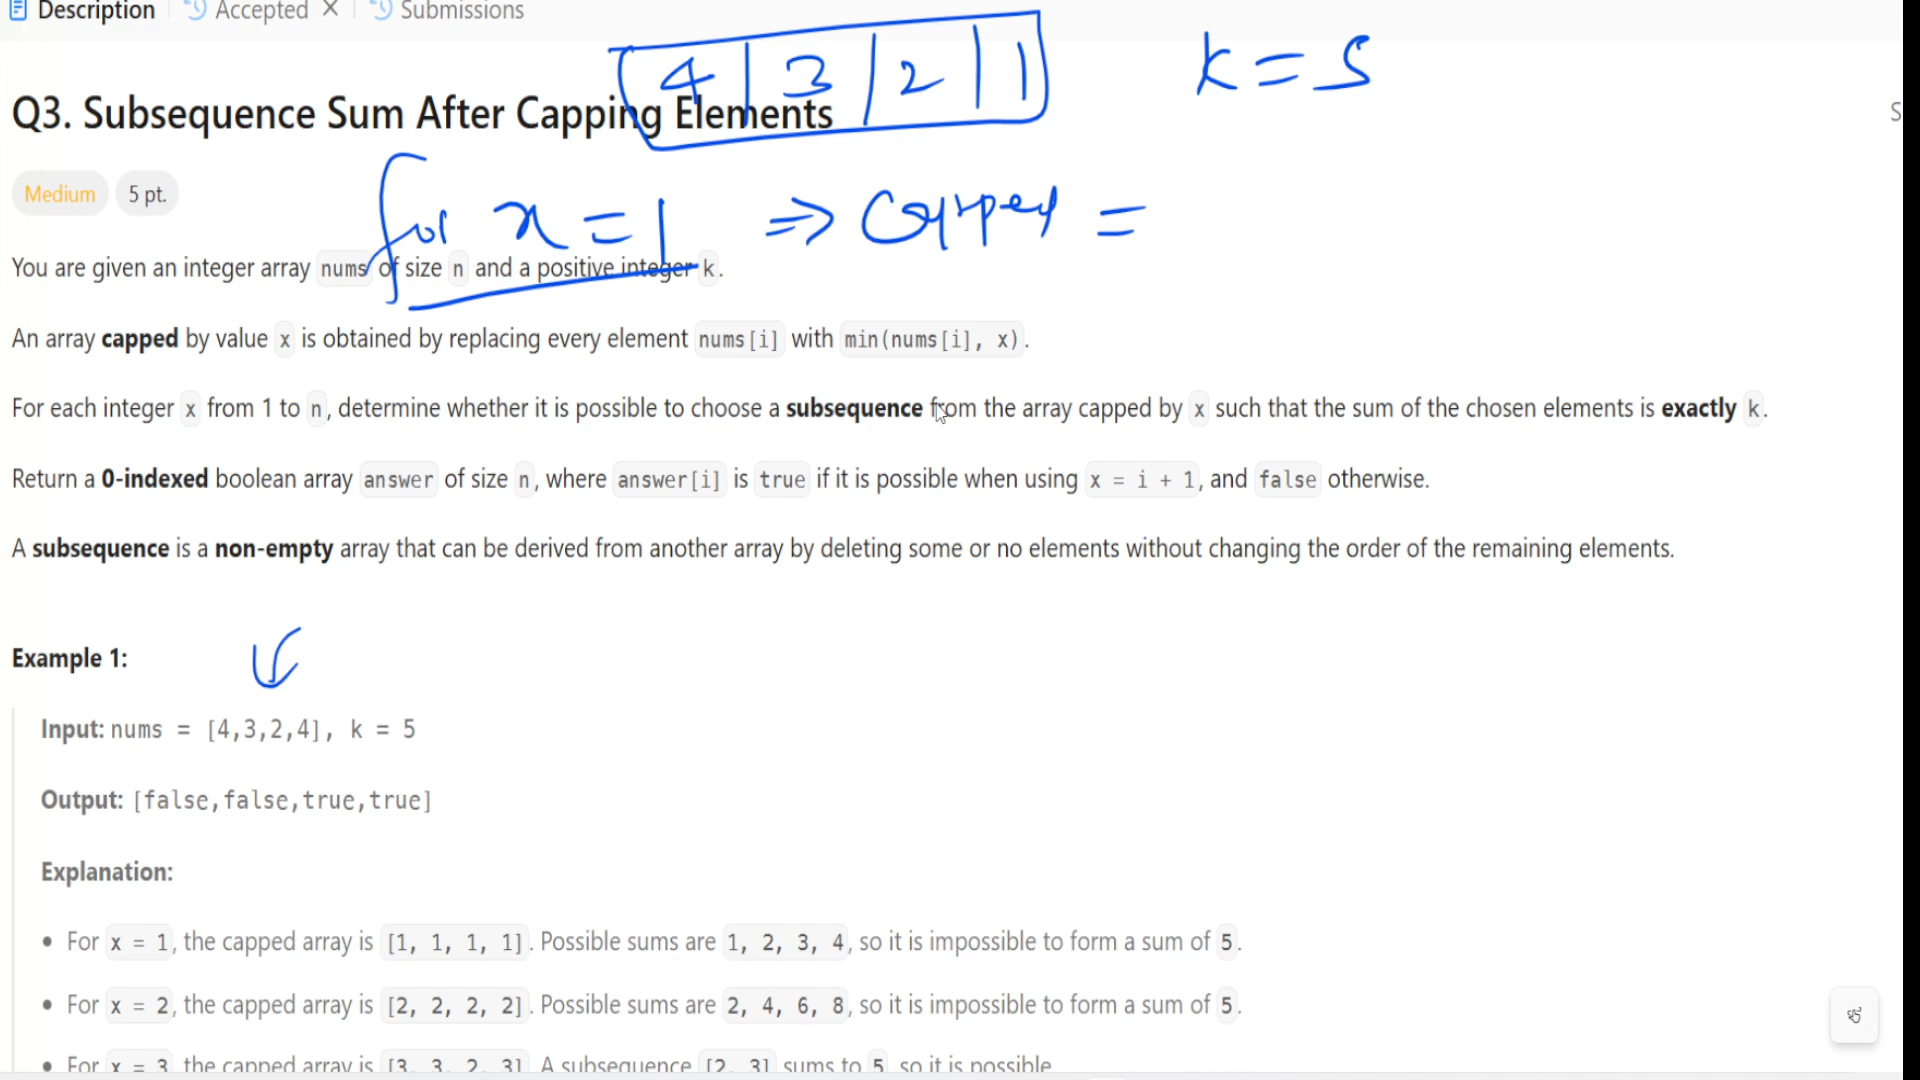 Description Accepted × Submissions
4 | 3 | 2 | 1 k = 5
Q3. Subsequence Sum After Capping Elements
Medium 5 pt.
for x = 1 => Capped =
You are given an integer array nums of size n and a positive integer k.
An array capped by value x is obtained by replacing every element nums[i] with min(nums[i], x).
For each integer x from 1 to n, determine whether it is possible to choose a subsequence from the array capped by x such that the sum of the chosen elements is exactly k.
Return a 0-indexed boolean array answer of size n, where answer[i] is true if it is possible when using x = i + 1, and false otherwise.
A subsequence is a non-empty array that can be derived from another array by deleting some or no elements without changing the order of the remaining elements.
Example 1:
Input: nums = [4,3,2,4], k = 5
Output: [false,false,true,true]
Explanation:
• For x = 1, the capped array is [1, 1, 1, 1]. Possible sums are 1, 2, 3, 4, so it is impossible to form a sum of 5.
• For x = 2, the capped array is [2, 2, 2, 2]. Possible sums are 2, 4, 6, 8, so it is impossible to form a sum of 5.
• For x = 3, the capped array is [3, 3, 2, 3]. A subsequence [2, 3] sums to 5, so it is possible